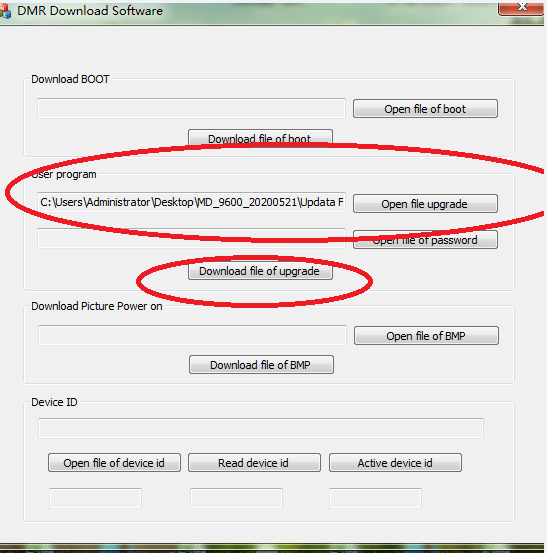 DMR Download Software
Download BOOT
Open file of boot
Download file of boot
User program
C:\Users\Administrator\Desktop\MD_9600_20200521\Updata F
Open file upgrade
Open file of password
Download file of upgrade
Download Picture Power on
Open file of BMP
Download file of BMP
Device ID
Open file of device id
Read device id
Active device id